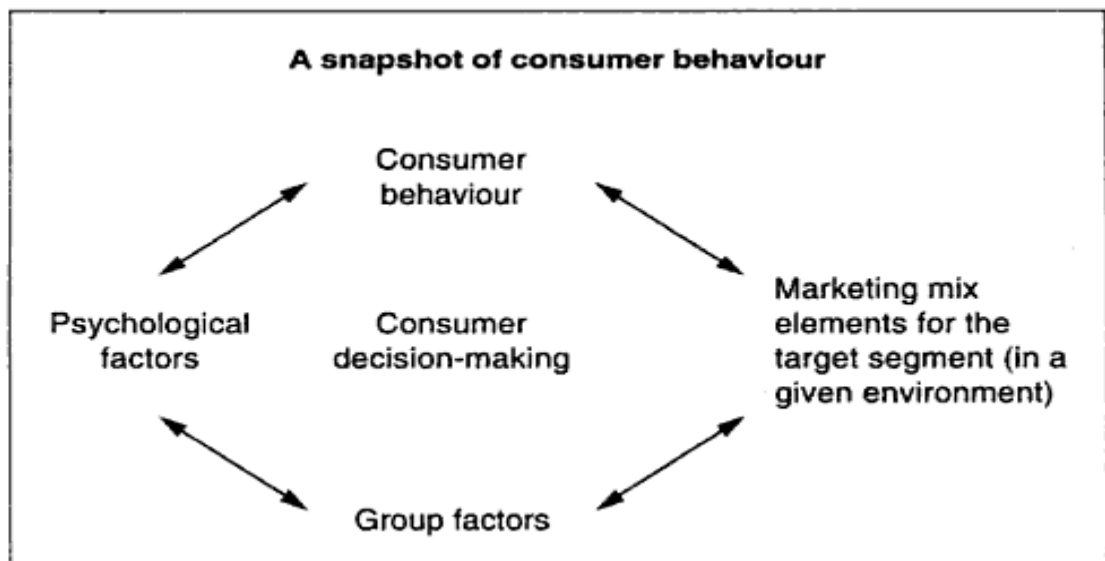 A snapshot of consumer behaviour
Consumer
behaviour
Psychological
factors
Consumer
decision-making
Marketing mix
elements for the
target segment (in a
given environment)
Group factors